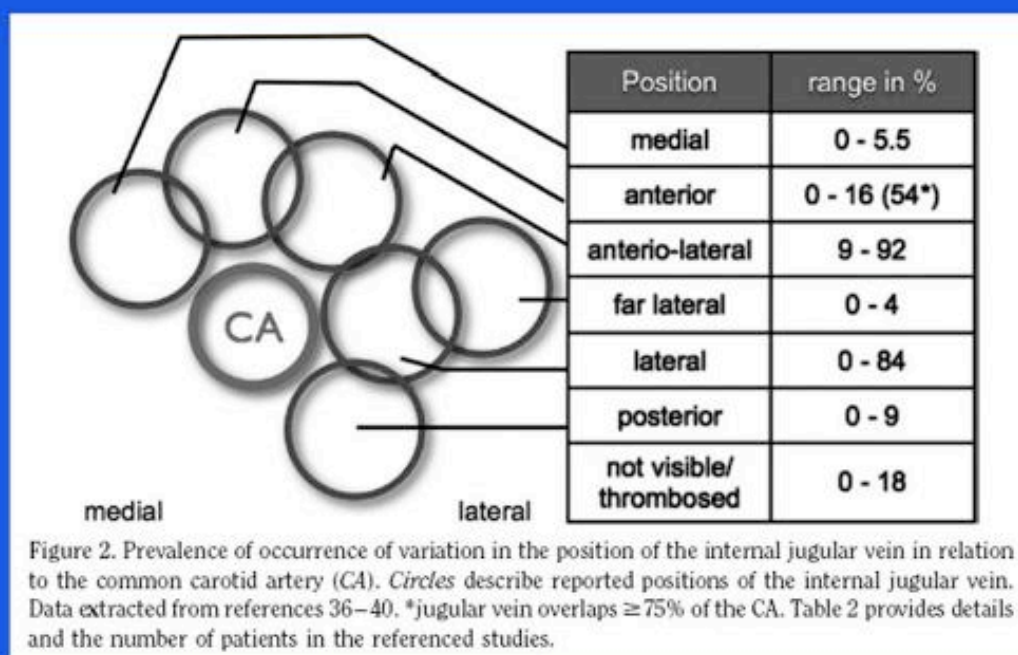 Position range in %
medial 0 - 5.5
anterior 0 - 16 (54*)
anterio-lateral 9 - 92
far lateral 0 - 4
lateral 0 - 84
posterior 0 - 9
not visible/
thrombosed 0 - 18
CA
medial lateral
Figure 2. Prevalence of occurrence of variation in the position of the internal jugular vein in relation
to the common carotid artery (CA). Circles describe reported positions of the internal jugular vein.
Data extracted from references 36–40. *jugular vein overlaps ≥75% of the CA. Table 2 provides details
and the number of patients in the referenced studies.